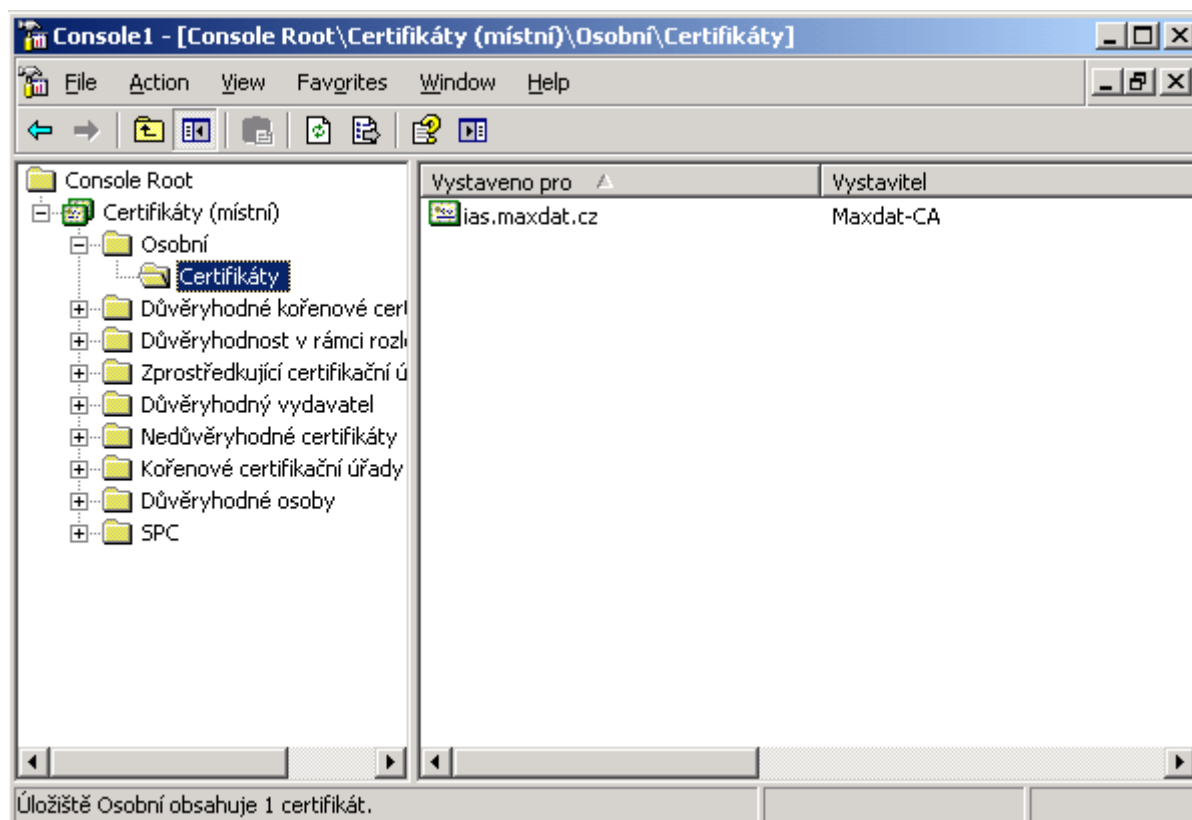 Console1 - [Console Root\Certifikáty (místní)\Osobní\Certifikáty]
File Action View Favorites Window Help
Console Root
Certifikáty (místní)
Osobní
Certifikáty
Důvěryhodné kořenové cert
Důvěryhodnost v rámci rozl
Zprostředkující certifikační ú
Důvěryhodný vydavatel
Nedůvěryhodné certifikáty
Kořenové certifikační úřady
Důvěryhodné osoby
SPC
Vystaveno pro Vystavitel
ias.maxdat.cz Maxdat-CA
Úložiště Osobní obsahuje 1 certifikát.